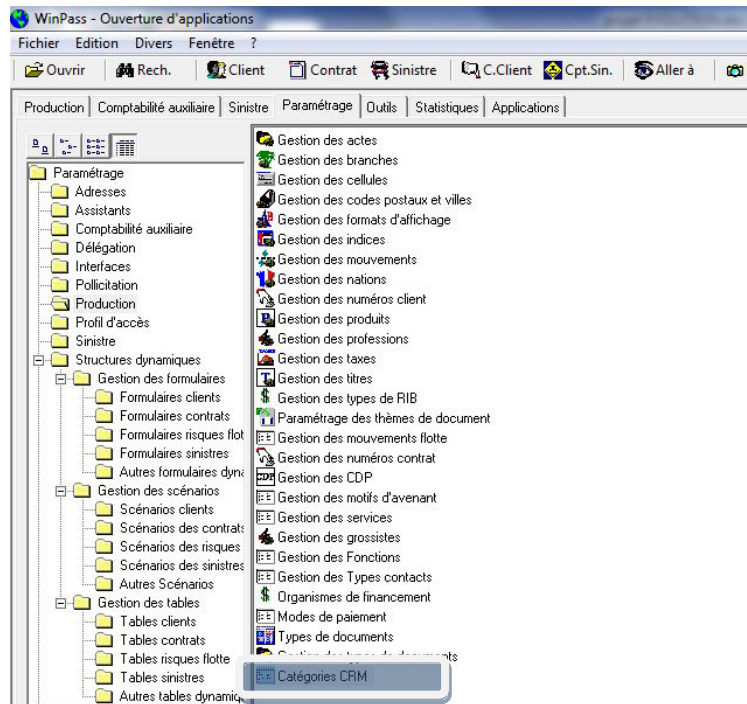 WinPass - Ouverture d'applications
Fichier Edition Divers Fenêtre ?
Ouvrir Rech. Client Contrat Sinistre C.Client Cpt.Sin. Aller à
Production Comptabilité auxiliaire Sinistre Paramétrage Outils Statistiques Applications
Paramétrage
Adresses
Assistants
Comptabilité auxiliaire
Délégation
Interfaces
Pollicitation
Production
Profil d'accès
Sinistre
Structures dynamiques
Gestion des formulaires
Formulaires clients
Formulaires contrats
Formulaires risques flot
Formulaires sinistres
Autres formulaires dyna
Gestion des scénarios
Scénarios clients
Scénarios des contrats
Scénarios des risques
Scénarios des sinistres
Autres Scénarios
Gestion des tables
Tables clients
Tables contrats
Tables risques flotte
Tables sinistres
Autres tables dynamiq
Gestion des actes
Gestion des branches
Gestion des cellules
Gestion des codes postaux et villes
Gestion des formats d'affichage
Gestion des indices
Gestion des mouvements
Gestion des nations
Gestion des numéros client
Gestion des produits
Gestion des professions
Gestion des taxes
Gestion des titres
Gestion des types de RIB
Paramétrage des thèmes de document
Gestion des mouvements flotte
Gestion des numéros contrat
Gestion des CDP
Gestion des motifs d'avenant
Gestion des services
Gestion des grossistes
Gestion des Fonctions
Gestion des Types contacts
Organismes de financement
Modes de paiement
Types de documents
Gestion des types de documents
Catégories CRM